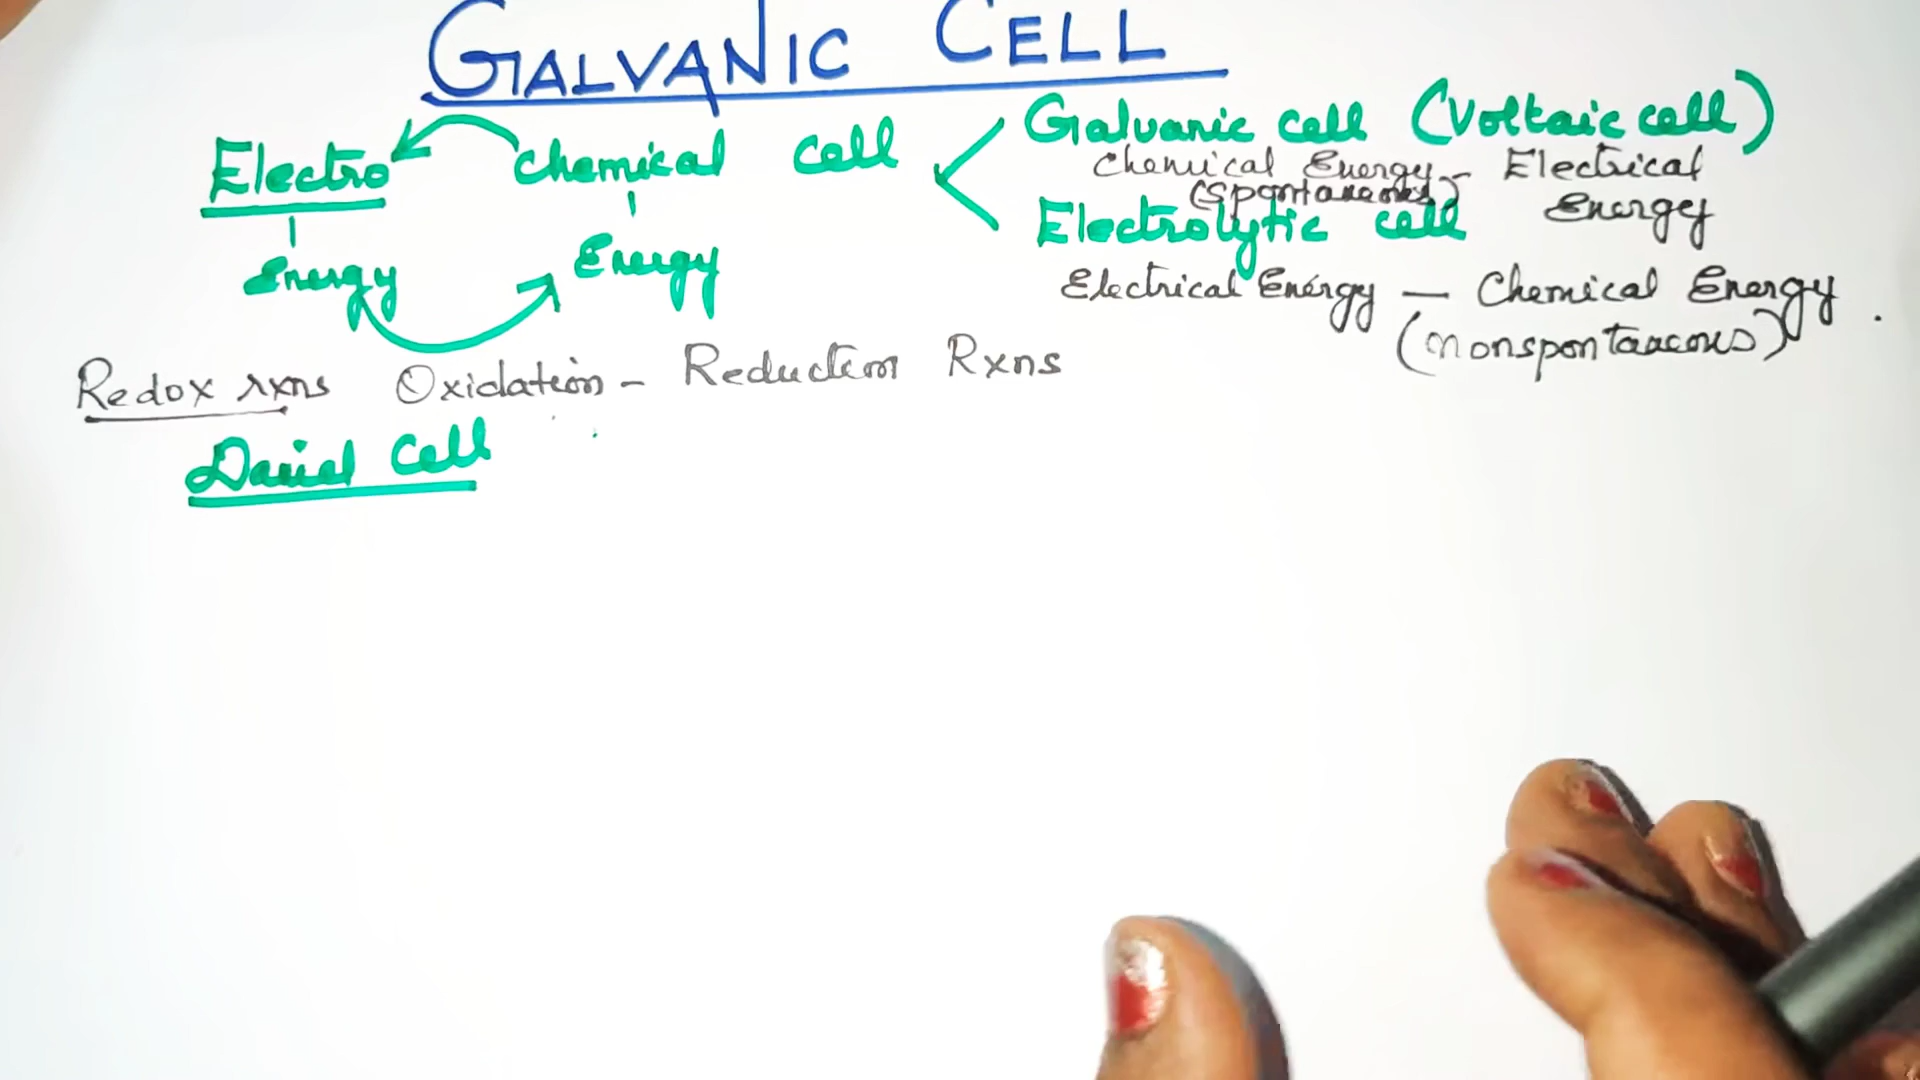 GALVANIC CELL
Electro chemical cell
Energy Energy
Galvanic cell (Voltaic cell)
Chemical Energy - Electrical Energy
(Spontaneous)
Electrolytic cell
Electrical Energy — Chemical Energy
(nonspontaneous)
Redox rxns Oxidation - Reduction Rxns
Daniel Cell